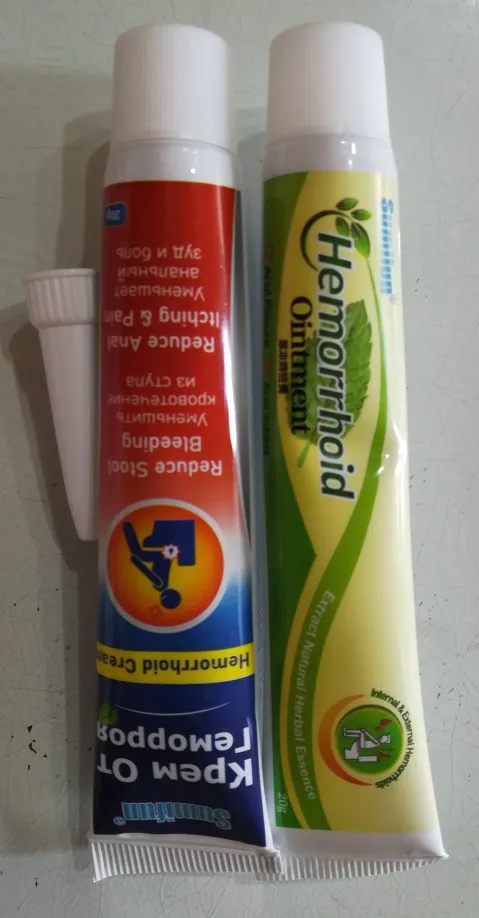 Sumifun®
Крем От
Геморроя
Hemorrhoid Cream
Reduce Stool
Bleeding
Уменьшить
кровотечение
из стула
Reduce Anal
Itching & Pain
Уменьшает
анальный
зуд и боль
20g
Sumifun®
Hemorrhoid
Ointment
Extract Natural Herbal Essence
Internal & External Hemorrhoids
20g